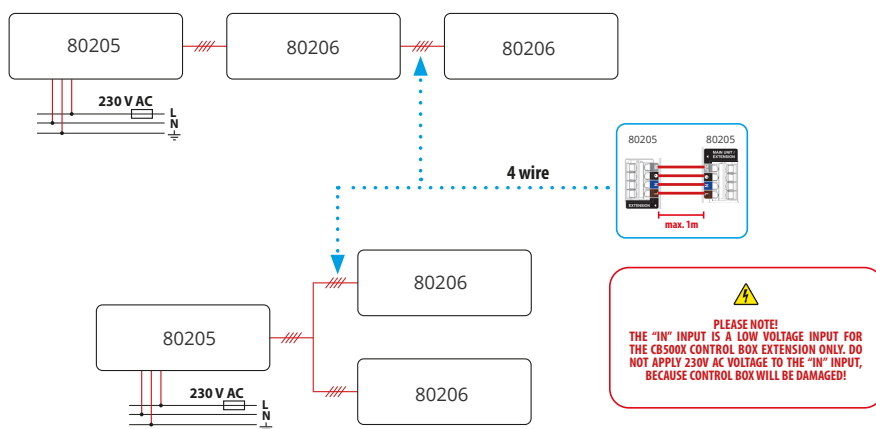 80205
80206
80206
230 V AC
L
N
80205
80205
MAIN UNIT /
EXTENSION
EXTENSION
max. 1m
4 wire
80206
80205
80206
230 V AC
L
N
PLEASE NOTE!
THE “IN” INPUT IS A LOW VOLTAGE INPUT FOR
THE CB500X CONTROL BOX EXTENSION ONLY. DO
NOT APPLY 230V AC VOLTAGE TO THE “IN” INPUT,
BECAUSE CONTROL BOX WILL BE DAMAGED!